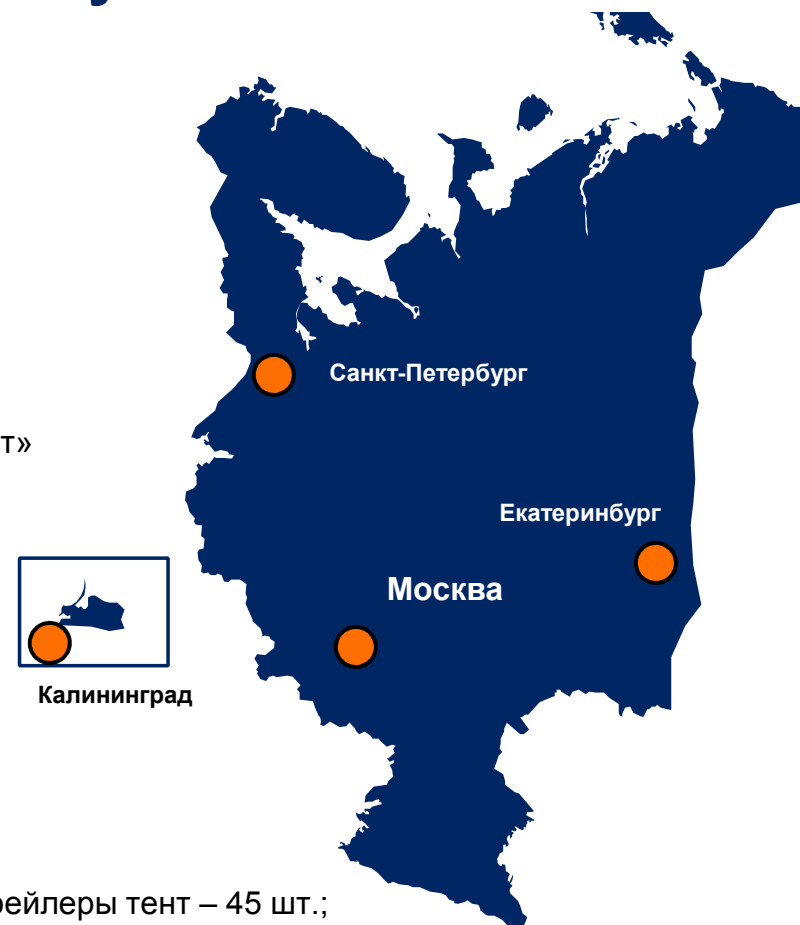 Санкт-Петербург
т»
Екатеринбург
Москва
Калининград
рейлеры тент – 45 шт.;